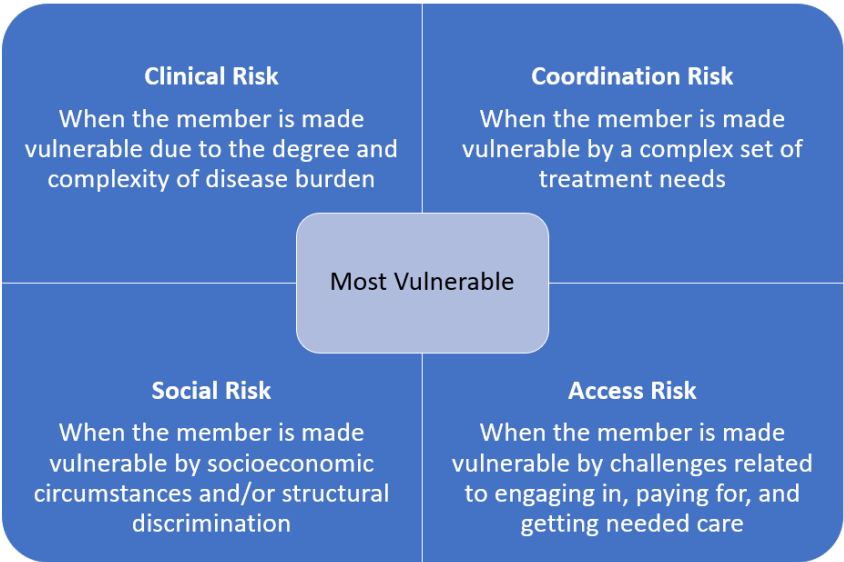 Clinical Risk
When the member is made
vulnerable due to the degree and
complexity of disease burden
Coordination Risk
When the member is made
vulnerable by a complex set of
treatment needs
Most Vulnerable
Social Risk
When the member is made
vulnerable by socioeconomic
circumstances and/or structural
discrimination
Access Risk
When the member is made
vulnerable by challenges related
to engaging in, paying for, and
getting needed care